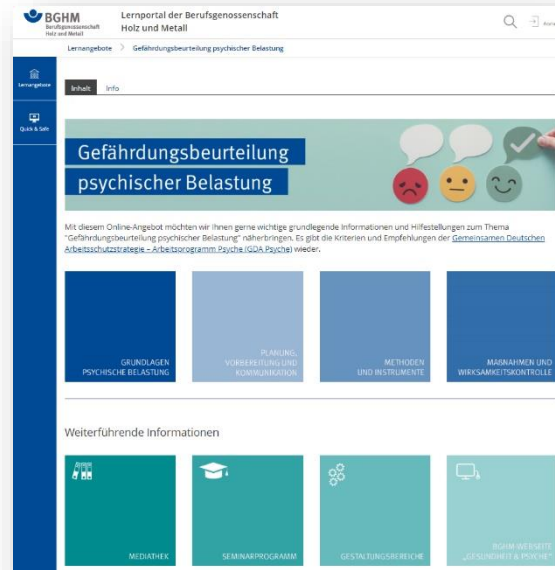 BGHM
Berufsgenossenschaft
Holz und Metall
Lernportal der Berufsgenossenschaft
Holz und Metall
Lernangebote > Gefährdungsbeurteilung psychischer Belastung
Lernangebote
Quick & Safe
Inhalt Info
Gefährdungsbeurteilung
psychischer Belastung
Mit diesem Online-Angebot möchten wir Ihnen gerne wichtige grundlegende Informationen und Hilfestellungen zum Thema
"Gefährdungsbeurteilung psychischer Belastung" näherbringen. Es gibt die Kriterien und Empfehlungen der Gemeinsamen Deutschen
Arbeitsschutzstrategie – Arbeitsprogramm Psyche (GDA Psyche) wieder.
GRUNDLAGEN
PSYCHISCHE BELASTUNG
PLANUNG,
VORBEREITUNG UND
KOMMUNIKATION
METHODEN
UND INSTRUMENTE
MAẞNAHMEN UND
WIRKSAMKEITSKONTROLLE
Weiterführende Informationen
MEDIATHEK
SEMINARPROGRAMM
GESTALTUNGSBEREICHE
BGHM-WEBSEITE
„GESUNDHEIT & PSYCHE"